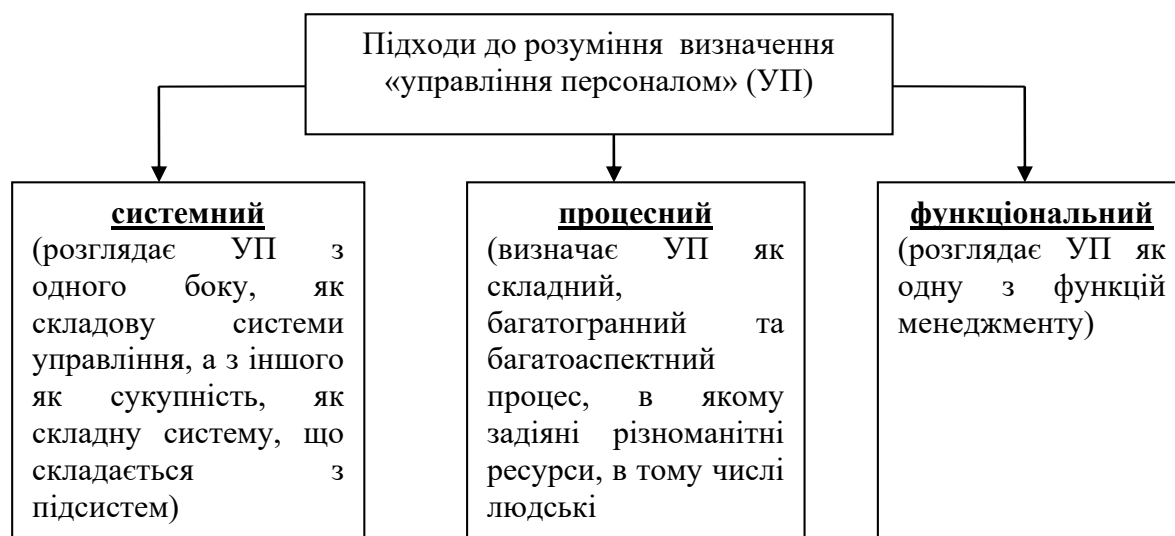 Підходи до розуміння визначення
«управління персоналом» (УП)
системний
(розглядає УП з
одного боку, як
складову системи
управління, а з іншого
як сукупність, як
складну систему, що
складається з
підсистем)
процесний
(визначає УП як
складний,
багатогранний та
багатоаспектний
процес, в якому
задіяні різноманітні
ресурси, в тому числі
людські
функціональний
(розглядає УП як
одну з функцій
менеджменту)